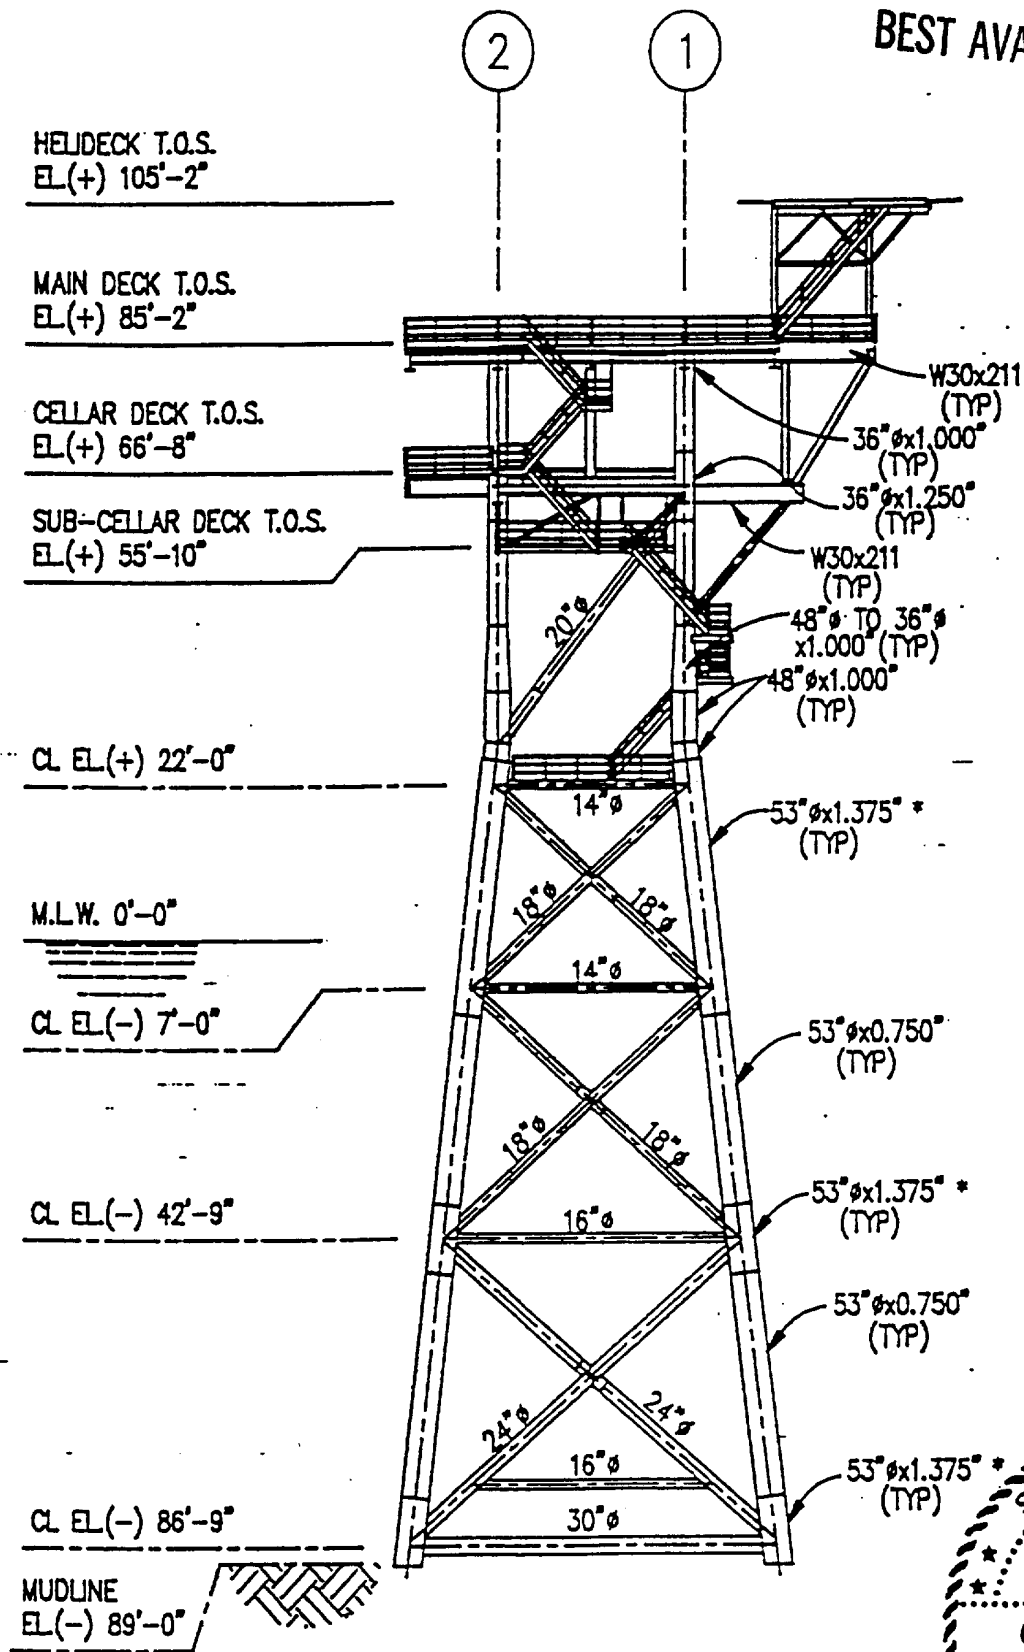 BEST AVA
2
1
HELIDECK T.O.S.
EL.(+) 105'-2"
MAIN DECK T.O.S.
EL.(+) 85'-2"
W30x211
(TYP)
CELLAR DECK T.O.S.
EL.(+) 66'-8"
36"øx1.000"
(TYP)
36"øx1.250"
(TYP)
SUB-CELLAR DECK T.O.S.
EL.(+) 55'-10"
W30x211
(TYP)
20"ø
48"ø TO 36"ø
x1.000" (TYP)
48"øx1.000"
(TYP)
CL EL.(+) 22'-0"
14"ø
53"øx1.375" *
(TYP)
M.L.W. 0'-0"
18"ø
18"ø
14"ø
CL EL.(-) 7'-0"
53"øx0.750"
(TYP)
18"ø
18"ø
CL EL.(-) 42'-9"
16"ø
53"øx1.375" *
(TYP)
53"øx0.750"
(TYP)
24"ø
24"ø
16"ø
53"øx1.375" *
(TYP)
CL EL.(-) 86'-9"
30"ø
MUDLINE
EL.(-) 89'-0"